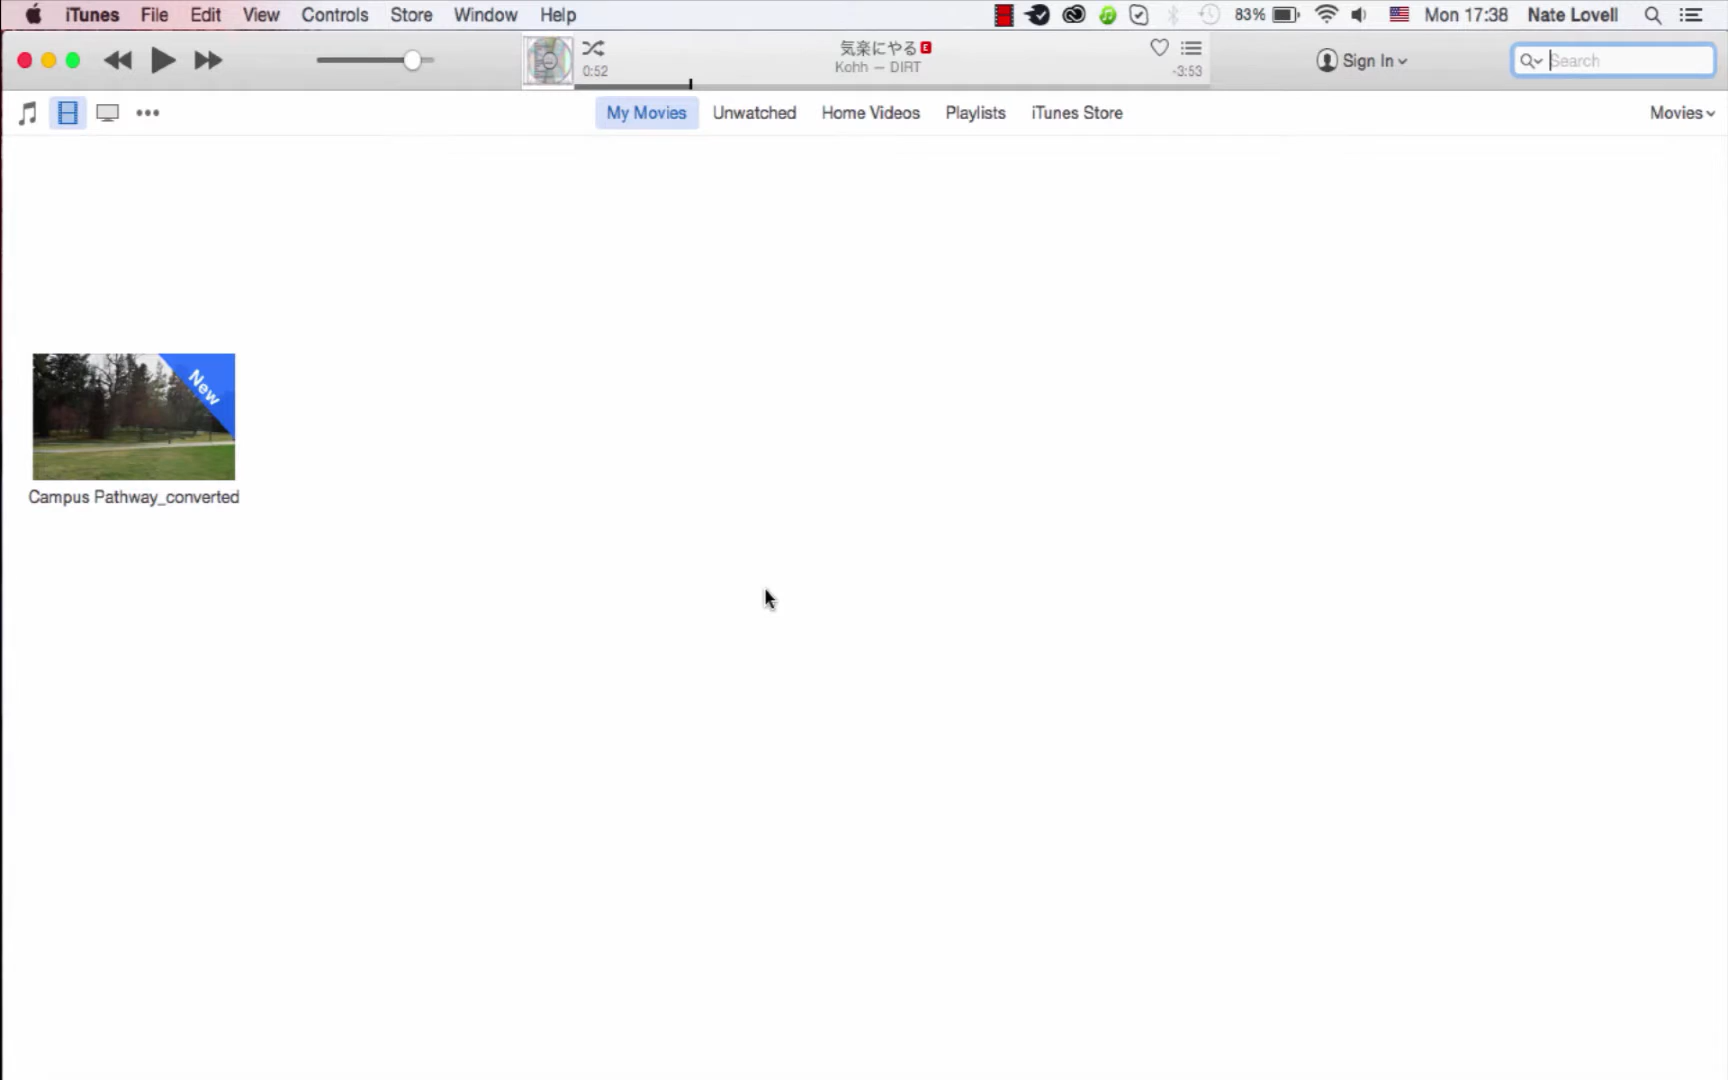 iTunes File Edit View Controls Store Window Help 83% Mon 17:38 Nate Lovell
気楽にやる E
Kohh — DIRT
0:52 -3:53
Sign In
Search
My Movies Unwatched Home Videos Playlists iTunes Store Movies
New
Campus Pathway_converted